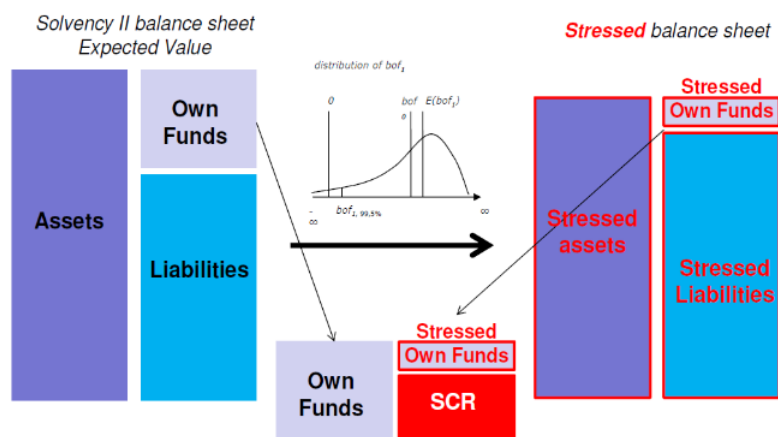 Solvency II balance sheet
Expected Value
Stressed balance sheet
distribution of bof1
0
bof
0
E(bof1)
-
∞
bof1, 99,5%
∞
Assets
Own
Funds
Liabilities
Stressed
assets
Stressed
Own Funds
Stressed
Liabilities
Own
Funds
Stressed
Own Funds
SCR